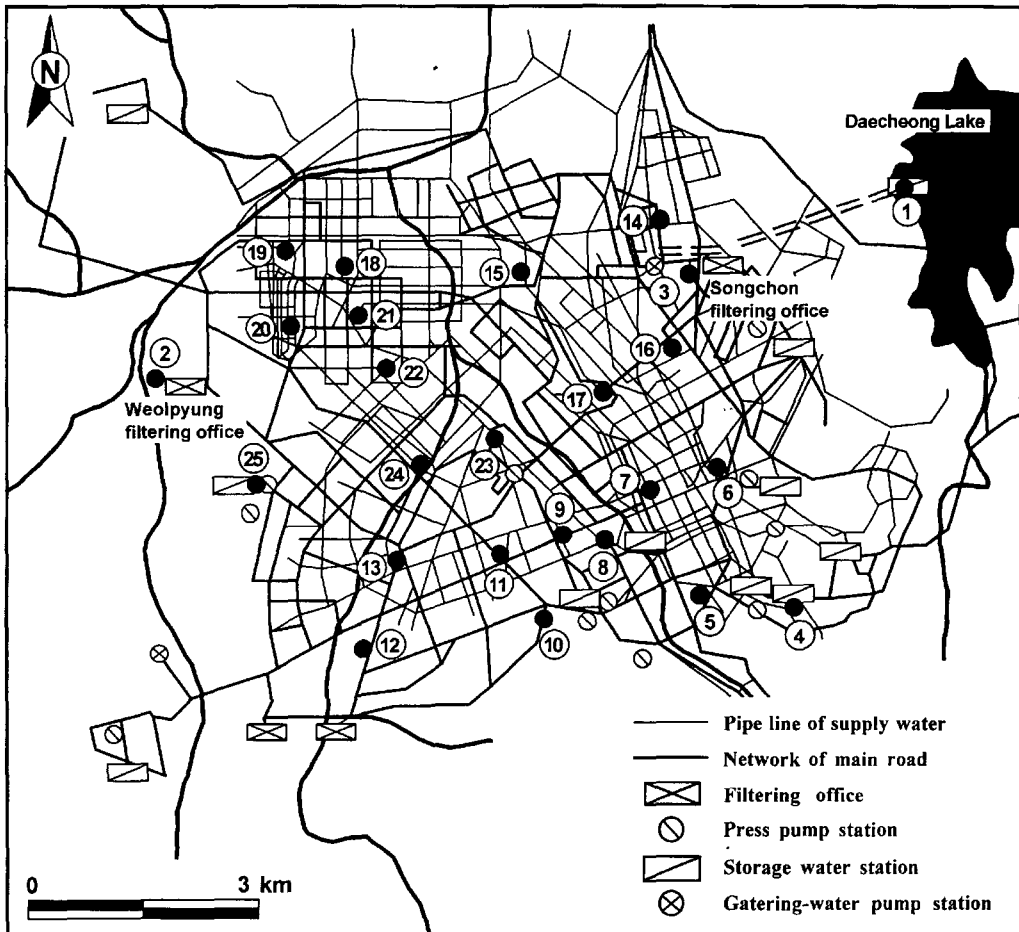 N
Daecheong Lake
1
14
19
18
15
3
Songchon
filtering office
20
21
16
2
22
17
Weolpyung
filtering office
25
24
23
7
6
9
13
11
8
5
4
10
12
Pipe line of supply water
Network of main road
Filtering office
Press pump station
Storage water station
Gatering-water pump station
0 3 km